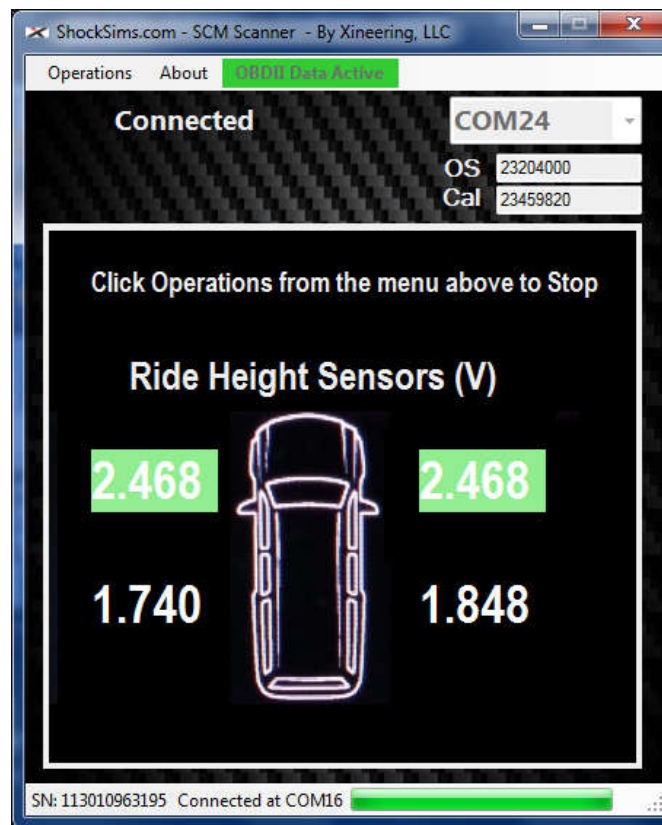 ShockSims.com - SCM Scanner - By Xineering, LLC
Operations About OBDII Data Active
Connected COM24
OS 23204000
Cal 23459820
Click Operations from the menu above to Stop
Ride Height Sensors (V)
2.468 2.468
1.740 1.848
SN: 113010963195 Connected at COM16